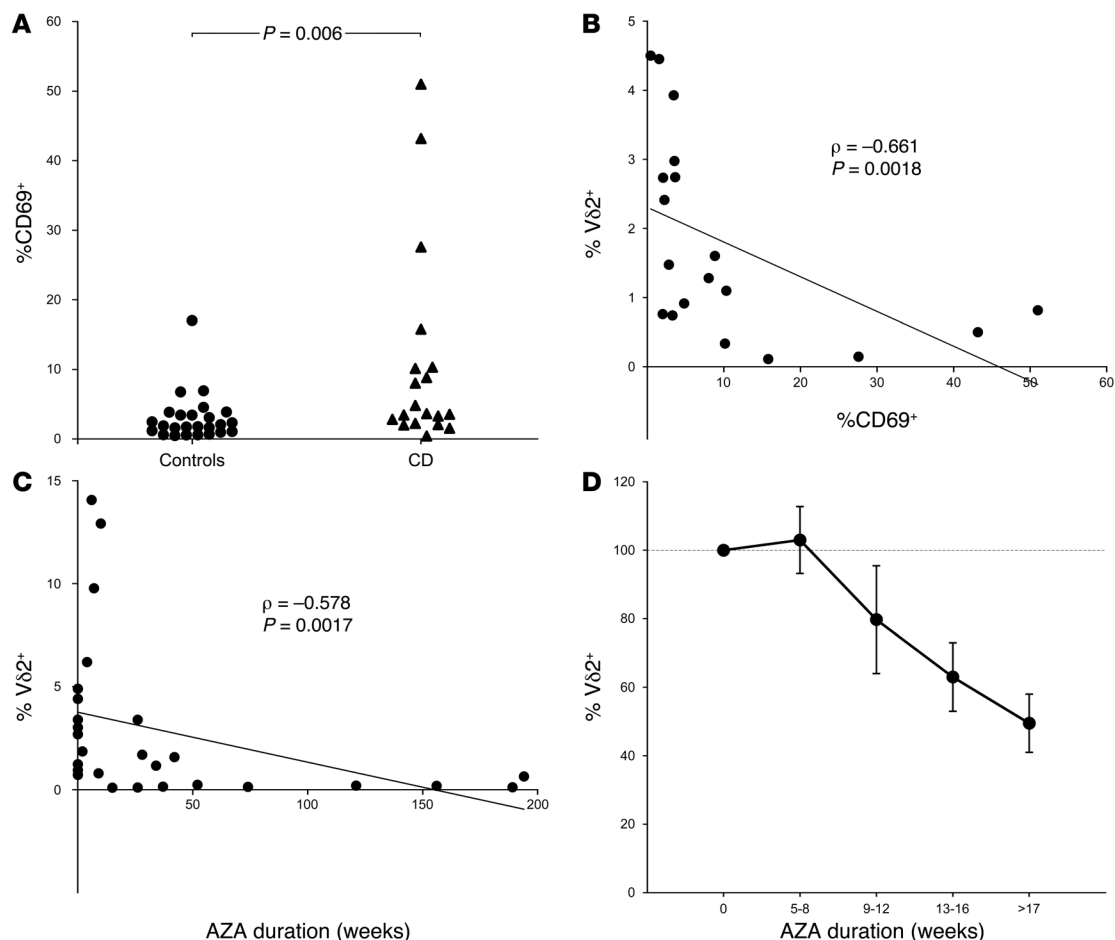 A
60
50
40
30
20
10
0
%CD69⁺
P = 0.006
Controls
CD
B
5
4
3
2
1
0
% Vδ2⁺
ρ = –0.661
P = 0.0018
10
20
30
40
50
60
%CD69⁺
C
15
10
5
0
% Vδ2⁺
ρ = –0.578
P = 0.0017
50
100
150
200
AZA duration (weeks)
D
120
100
80
60
40
20
0
% Vδ2⁺
0
5-8
9-12
13-16
>17
AZA duration (weeks)